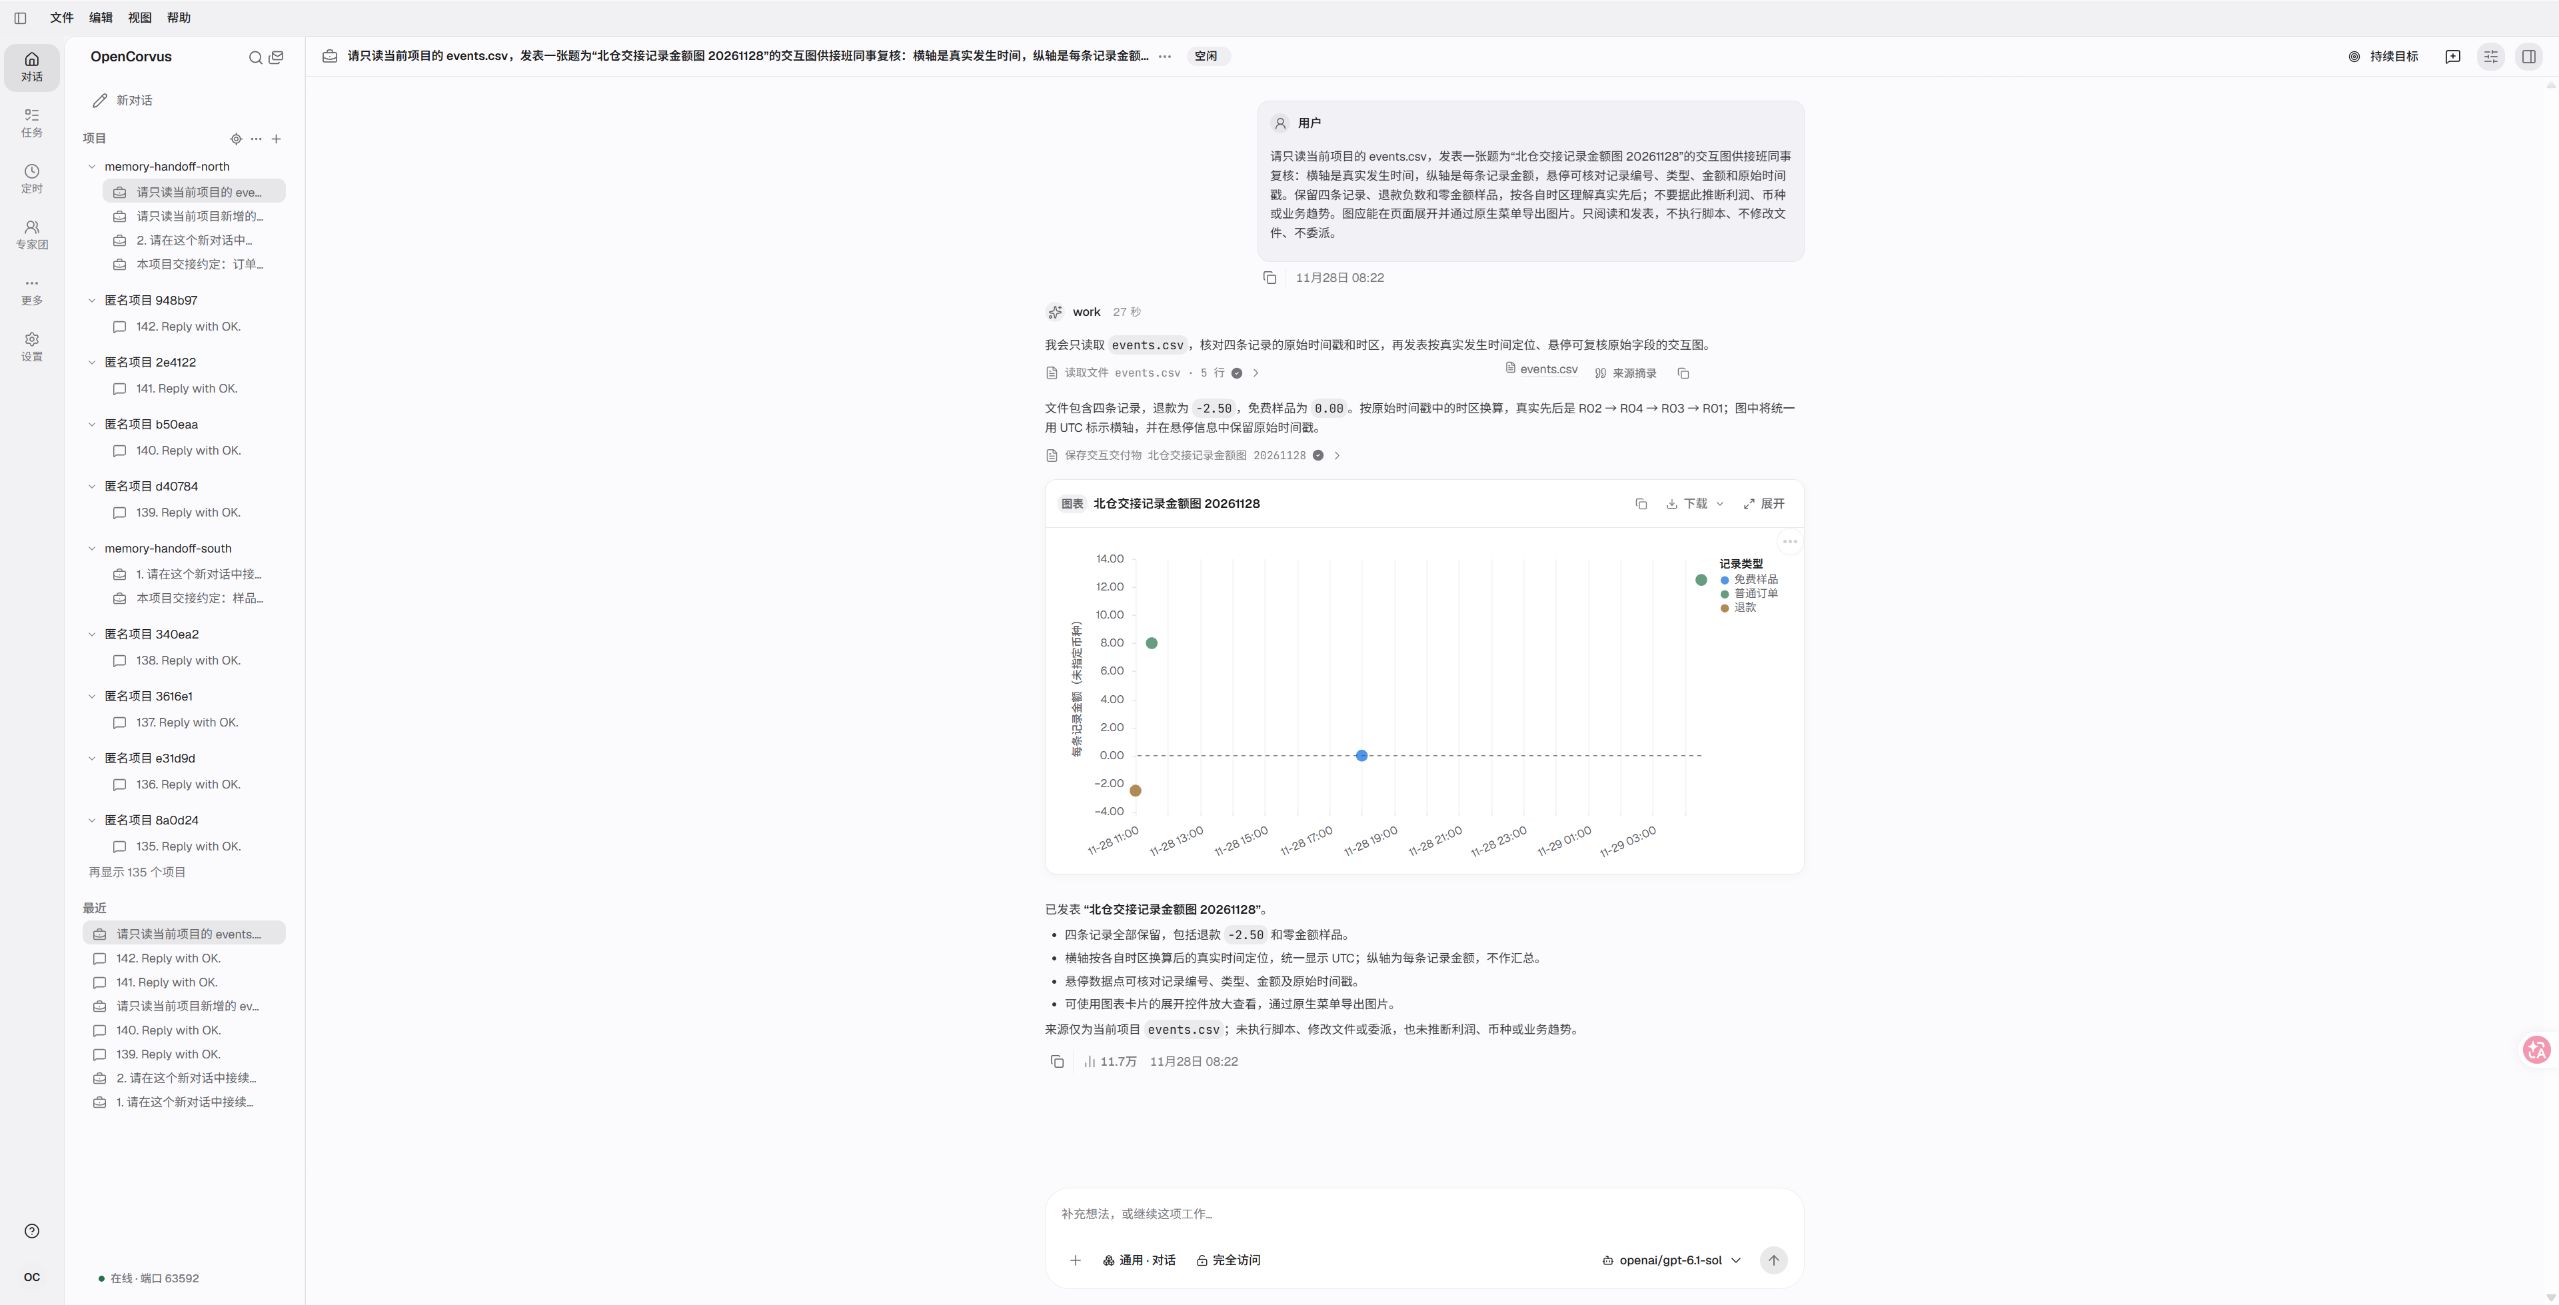 文件 编辑 视图 帮助
对话
任务
定时
专家团
更多
设置
OC
OpenCorvus
新对话
项目
memory-handoff-north
请只读当前项目的 eve...
请只读当前项目新增的...
2. 请在这个新对话中...
本项目交接约定：订单...
匿名项目 948b97
142. Reply with OK.
匿名项目 2e4122
141. Reply with OK.
匿名项目 b50eaa
140. Reply with OK.
匿名项目 d40784
139. Reply with OK.
memory-handoff-south
1. 请在这个新对话中接...
本项目交接约定：样品...
匿名项目 340ea2
138. Reply with OK.
匿名项目 3616e1
137. Reply with OK.
匿名项目 e31d9d
136. Reply with OK.
匿名项目 8a0d24
135. Reply with OK.
再显示 135 个项目
最近
请只读当前项目的 events....
142. Reply with OK.
141. Reply with OK.
请只读当前项目新增的 ev...
140. Reply with OK.
139. Reply with OK.
2. 请在这个新对话中接续...
1. 请在这个新对话中接续...
在线 · 端口 63592
请只读当前项目的 events.csv，发表一张题为“北仓交接记录金额图 20261128”的交互图供接班同事复核：横轴是真实发生时间，纵轴是每条记录金额... 空闲
持续目标
用户
请只读当前项目的 events.csv，发表一张题为“北仓交接记录金额图 20261128”的交互图供接班同事
复核：横轴是真实发生时间，纵轴是每条记录金额，悬停可核对记录编号、类型、金额和原始时间
戳。保留四条记录、退款负数和零金额样品，按各自时区理解真实先后；不要据此推断利润、币种
或业务趋势。图应能在页面展开并通过原生菜单导出图片。只阅读和发表，不执行脚本、不修改文
件、不委派。
11月28日 08:22
work 27 秒
我会只读取 events.csv，核对四条记录的原始时间戳和时区，再发表按真实发生时间定位、悬停可复核原始字段的交互图。
读取文件 events.csv · 5 行
events.csv 来源摘录
文件包含四条记录，退款为 -2.50，免费样品为 0.00。按原始时间戳中的时区换算，真实先后是 R02 → R04 → R03 → R01；图中将统一
用 UTC 标示横轴，并在悬停信息中保留原始时间戳。
保存交互交付物 北仓交接记录金额图 20261128
图表 北仓交接记录金额图 20261128
下载 展开
每条记录金额（未指定币种）
14.00
12.00
10.00
8.00
6.00
4.00
2.00
0.00
−2.00
−4.00
11-28 11:00
11-28 13:00
11-28 15:00
11-28 17:00
11-28 19:00
11-28 21:00
11-28 23:00
11-29 01:00
11-29 03:00
记录类型
免费样品
普通订单
退款
已发表 “北仓交接记录金额图 20261128”。
• 四条记录全部保留，包括退款 -2.50 和零金额样品。
• 横轴按各自时区换算后的真实时间定位，统一显示 UTC；纵轴为每条记录金额，不作汇总。
• 悬停数据点可核对记录编号、类型、金额及原始时间戳。
• 可使用图表卡片的展开控件放大查看，通过原生菜单导出图片。
来源仅为当前项目 events.csv；未执行脚本、修改文件或委派，也未推断利润、币种或业务趋势。
11.7万 11月28日 08:22
补充想法，或继续这项工作...
通用 · 对话 完全访问
openai/gpt-6.1-sol